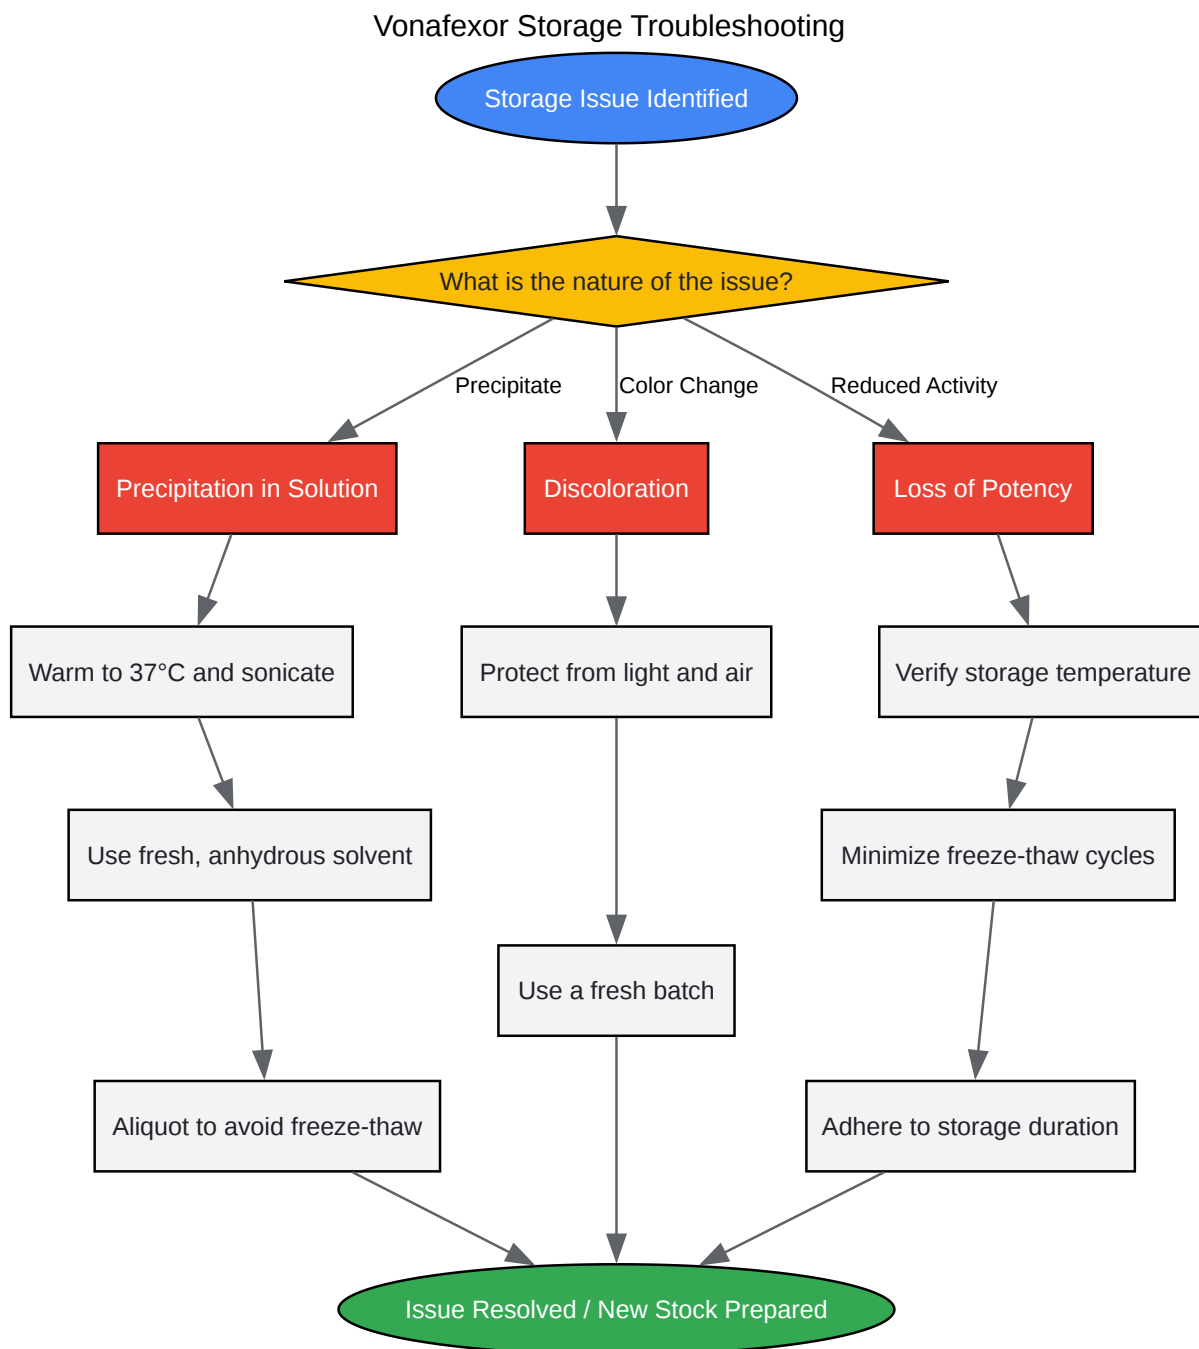 Vonafexor Storage Troubleshooting
Storage Issue Identified
What is the nature of the issue?
Precipitate
Color Change
Reduced Activity
Precipitation in Solution
Discoloration
Loss of Potency
Warm to 37°C and sonicate
Protect from light and air
Verify storage temperature
Use fresh, anhydrous solvent
Minimize freeze-thaw cycles
Use a fresh batch
Aliquot to avoid freeze-thaw
Adhere to storage duration
Issue Resolved / New Stock Prepared